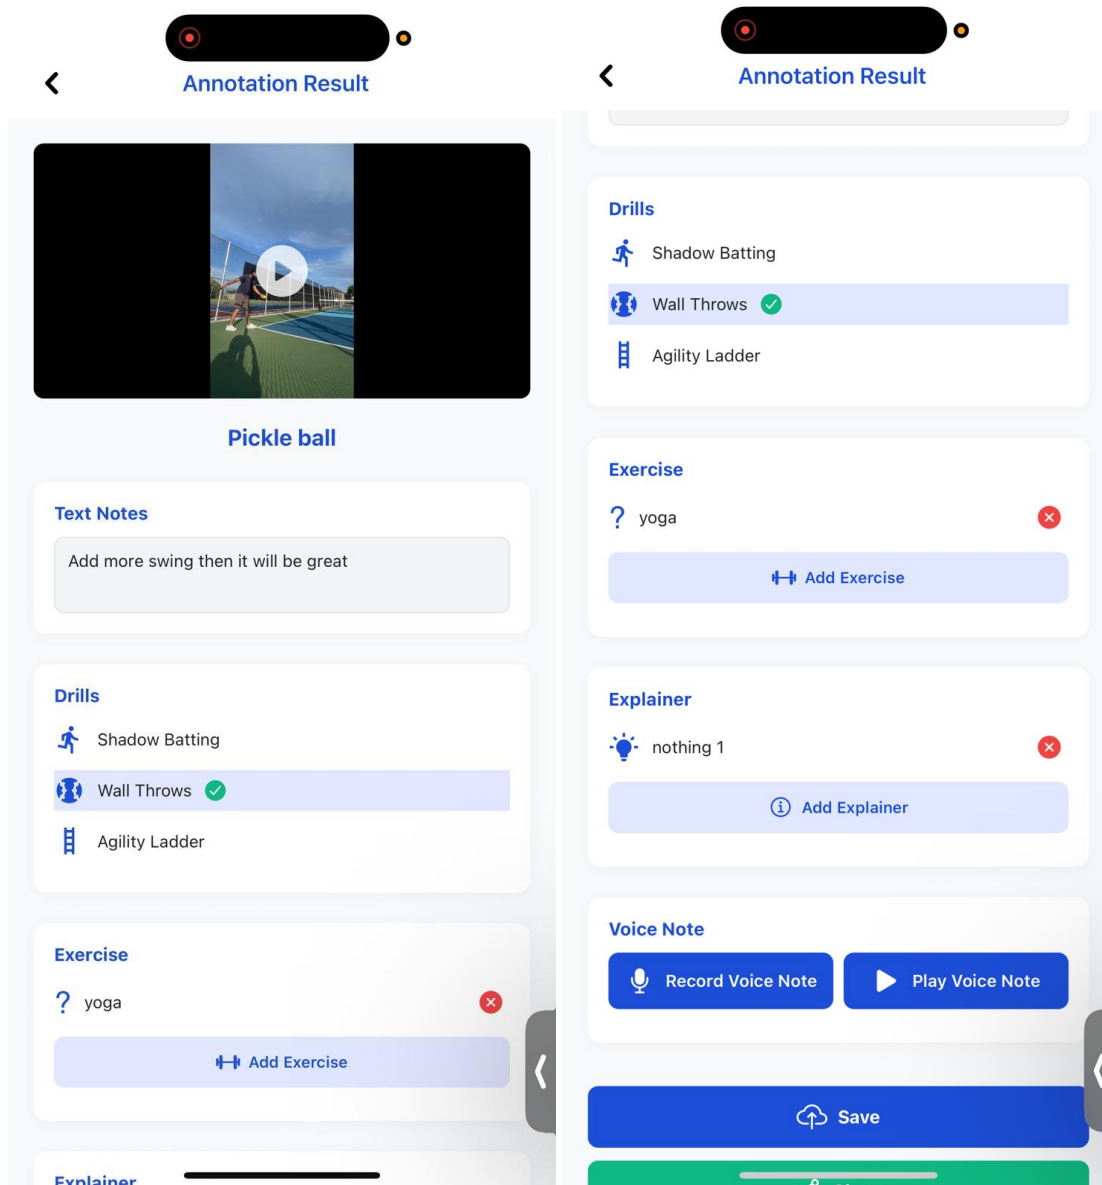 Annotation Result
Pickle ball
Text Notes
Add more swing then it will be great
Drills
Shadow Batting
Wall Throws
Agility Ladder
Exercise
? yoga
Add Exercise
Explainer
Annotation Result
Drills
Shadow Batting
Wall Throws
Agility Ladder
Exercise
? yoga
Add Exercise
Explainer
nothing 1
Add Explainer
Voice Note
Record Voice Note
Play Voice Note
Save